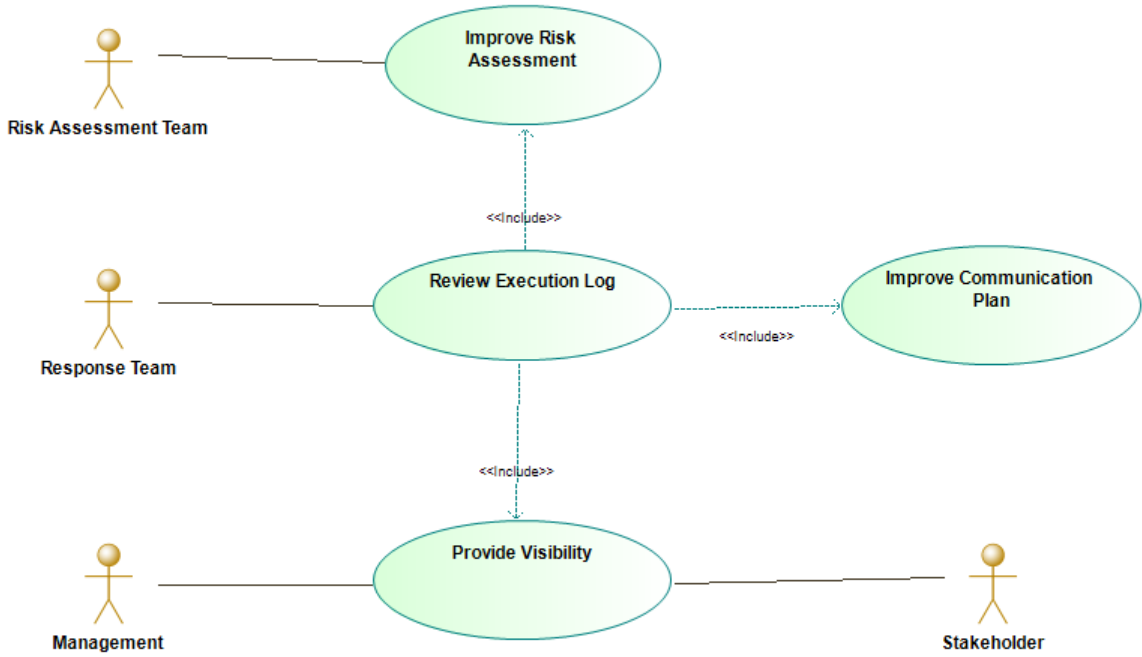 Improve Risk
Assessment
Risk Assessment Team
<<Include>>
Review Execution Log
Improve Communication
Plan
<<Include>>
Response Team
<<Include>>
Provide Visibility
Management
Stakeholder